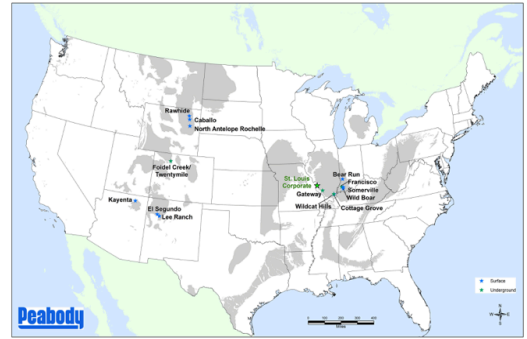 Rawhide
Caballo
North Antelope Rochelle
Foidel Creek/
Twentymile
St. Louis
Corporate
Bear Run
Francisco
Somerville
Wild Boar
Gateway
Wildcat Hills
Cottage Grove
Kayenta
El Segundo
Lee Ranch
Surface
Underground
Peabody
Miles
N
W
E
S